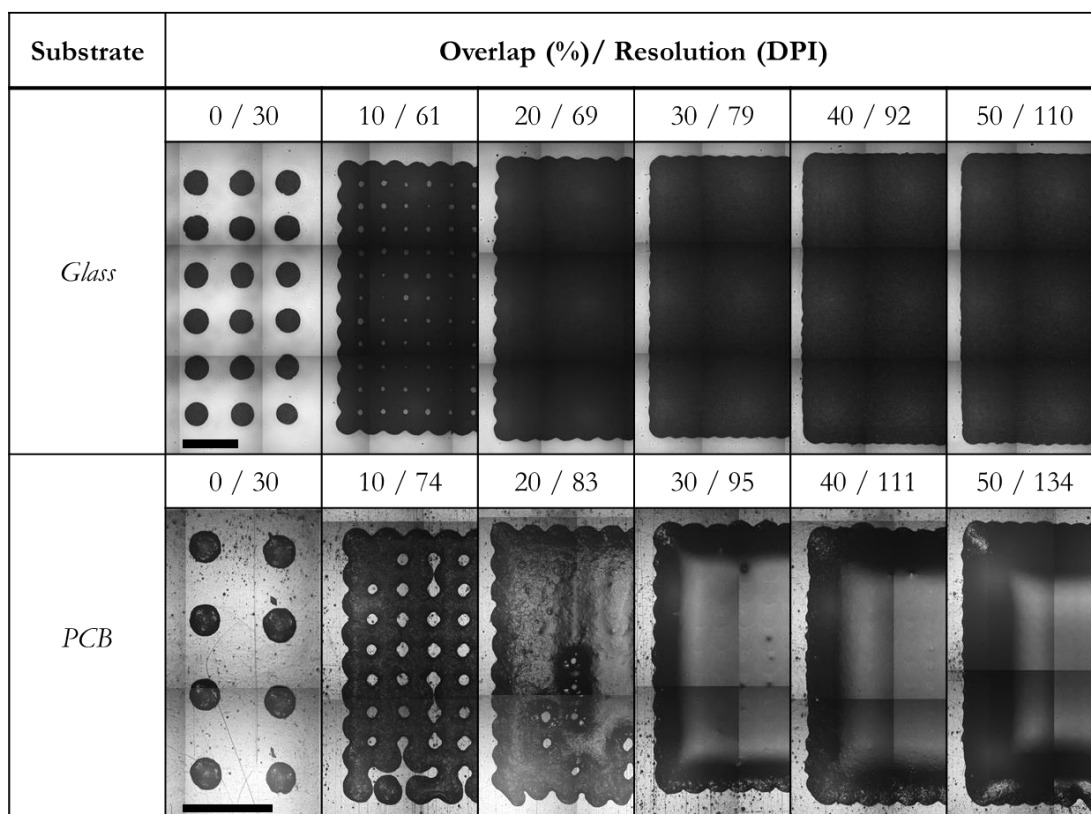 Substrate
Overlap (%)/ Resolution (DPI)
0 / 30
10 / 61
20 / 69
30 / 79
40 / 92
50 / 110
Glass
0 / 30
10 / 74
20 / 83
30 / 95
40 / 111
50 / 134
PCB